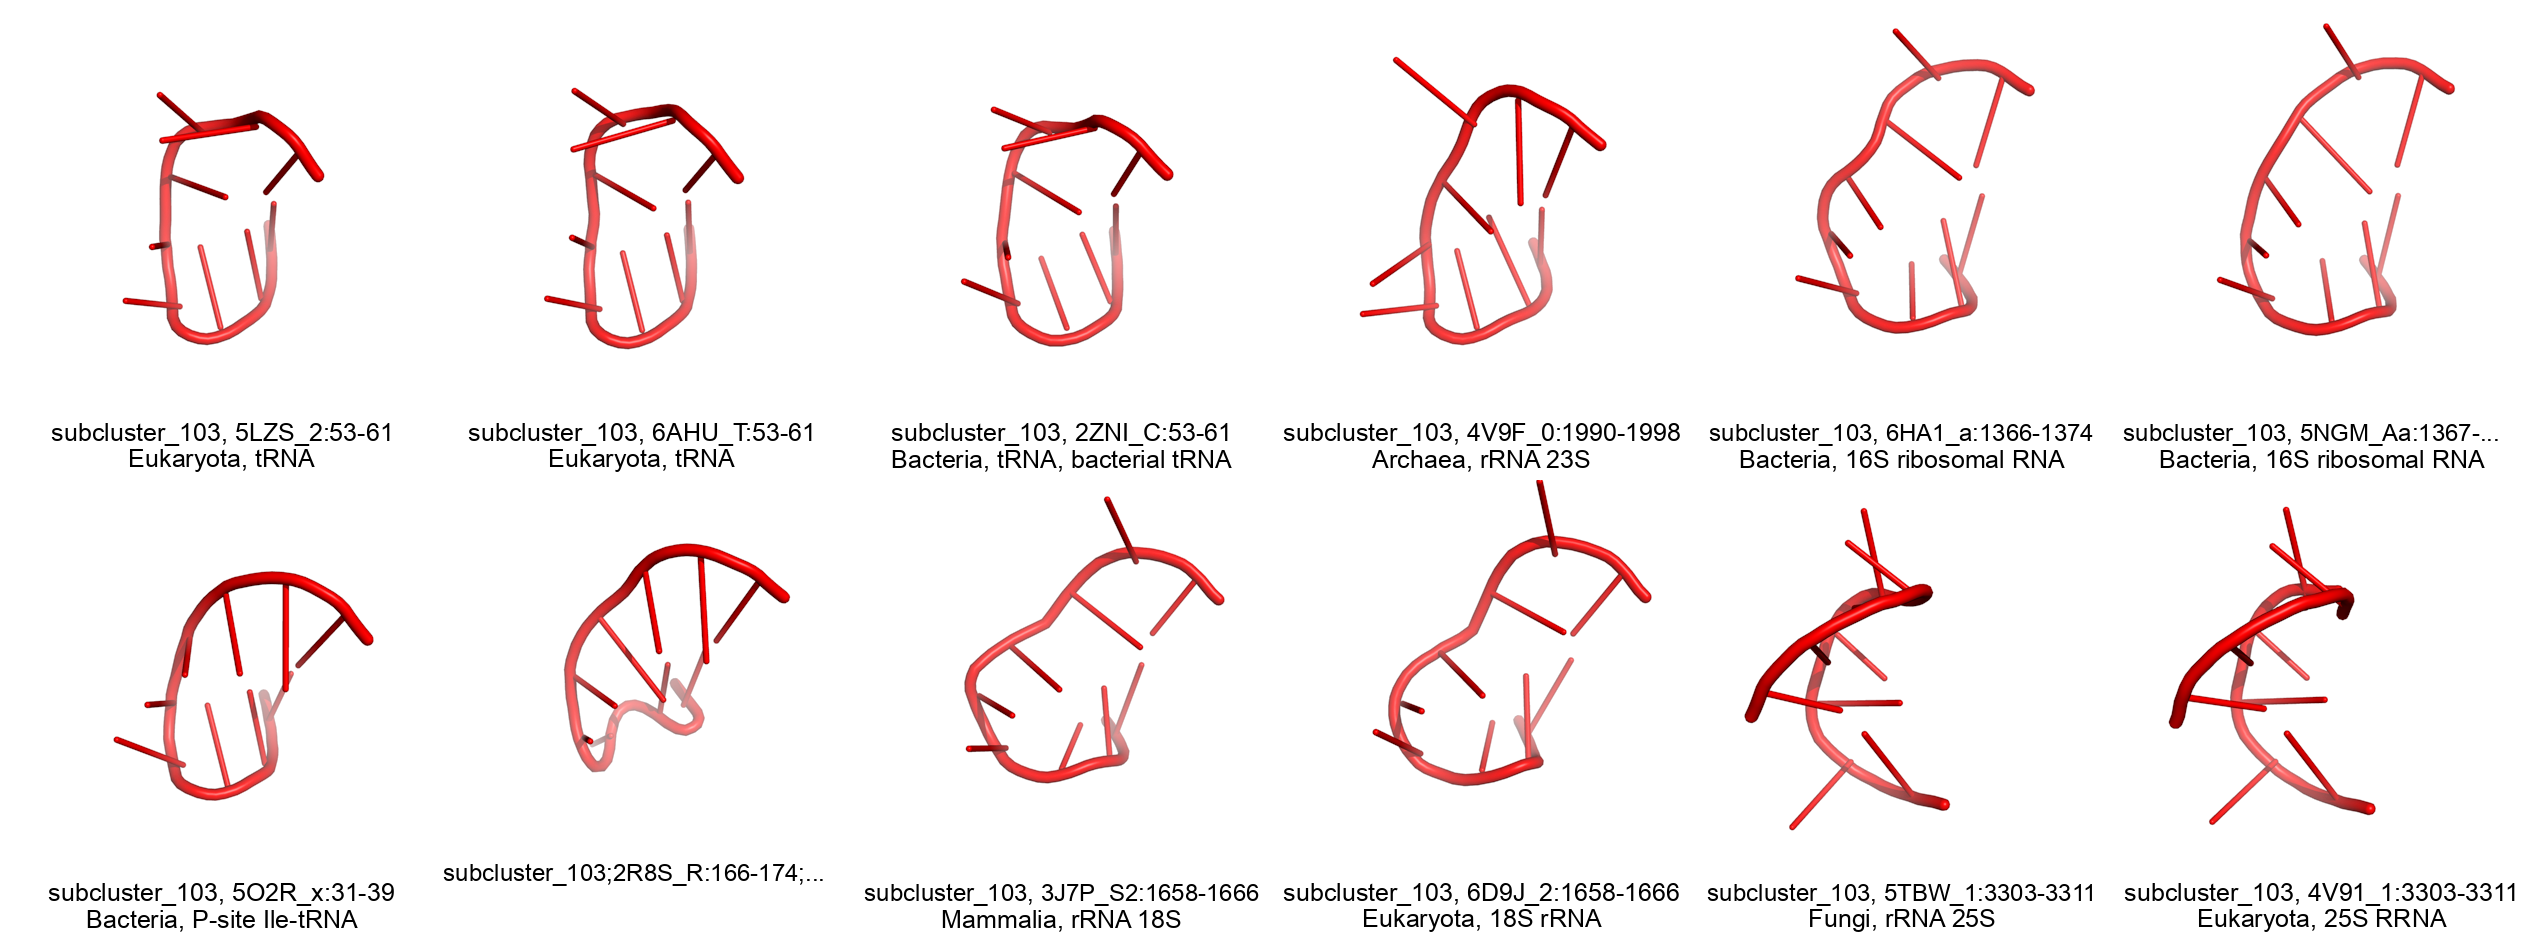 subcluster_103, 5LZS_2:53-61
Eukaryota, tRNA
subcluster_103, 6AHU_T:53-61
Eukaryota, tRNA
subcluster_103, 2ZNI_C:53-61
Bacteria, tRNA, bacterial tRNA
subcluster_103, 4V9F_0:1990-1998
Archaea, rRNA 23S
subcluster_103, 6HA1_a:1366-1374
Bacteria, 16S ribosomal RNA
subcluster_103, 5NGM_Aa:1367-...
Bacteria, 16S ribosomal RNA
subcluster_103, 5O2R_x:31-39
Bacteria, P-site Ile-tRNA
subcluster_103;2R8S_R:166-174;...
subcluster_103, 3J7P_S2:1658-1666
Mammalia, rRNA 18S
subcluster_103, 6D9J_2:1658-1666
Eukaryota, 18S rRNA
subcluster_103, 5TBW_1:3303-3311
Fungi, rRNA 25S
subcluster_103, 4V91_1:3303-3311
Eukaryota, 25S RRNA